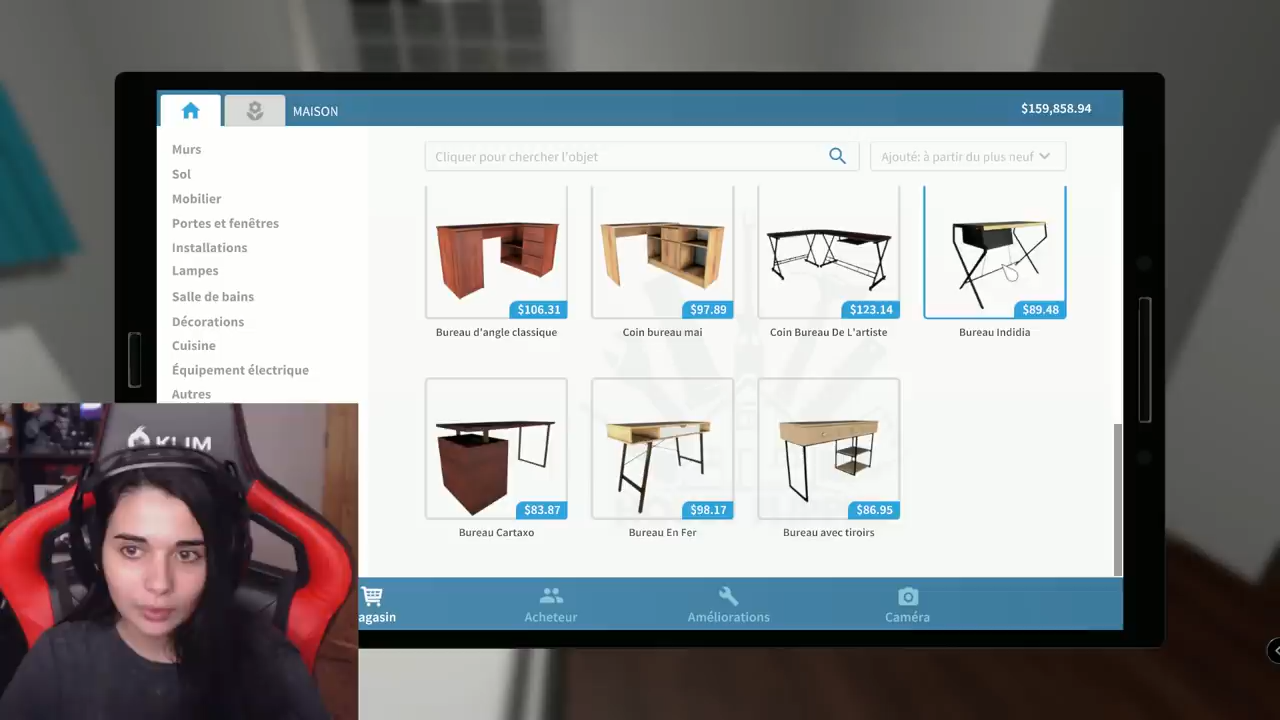 MAISON
$159,858.94
Murs
Sol
Mobilier
Portes et fenêtres
Installations
Lampes
Salle de bains
Décorations
Cuisine
Équipement électrique
Autres
Cliquer pour chercher l'objet
Ajouté: à partir du plus neuf
$106.31
$97.89
$123.14
$89.48
Bureau d'angle classique
Coin bureau mai
Coin Bureau De L'artiste
Bureau Indidia
$83.87
$98.17
$86.95
Bureau Cartaxo
Bureau En Fer
Bureau avec tiroirs
KLIM
agasin
Acheteur
Améliorations
Caméra